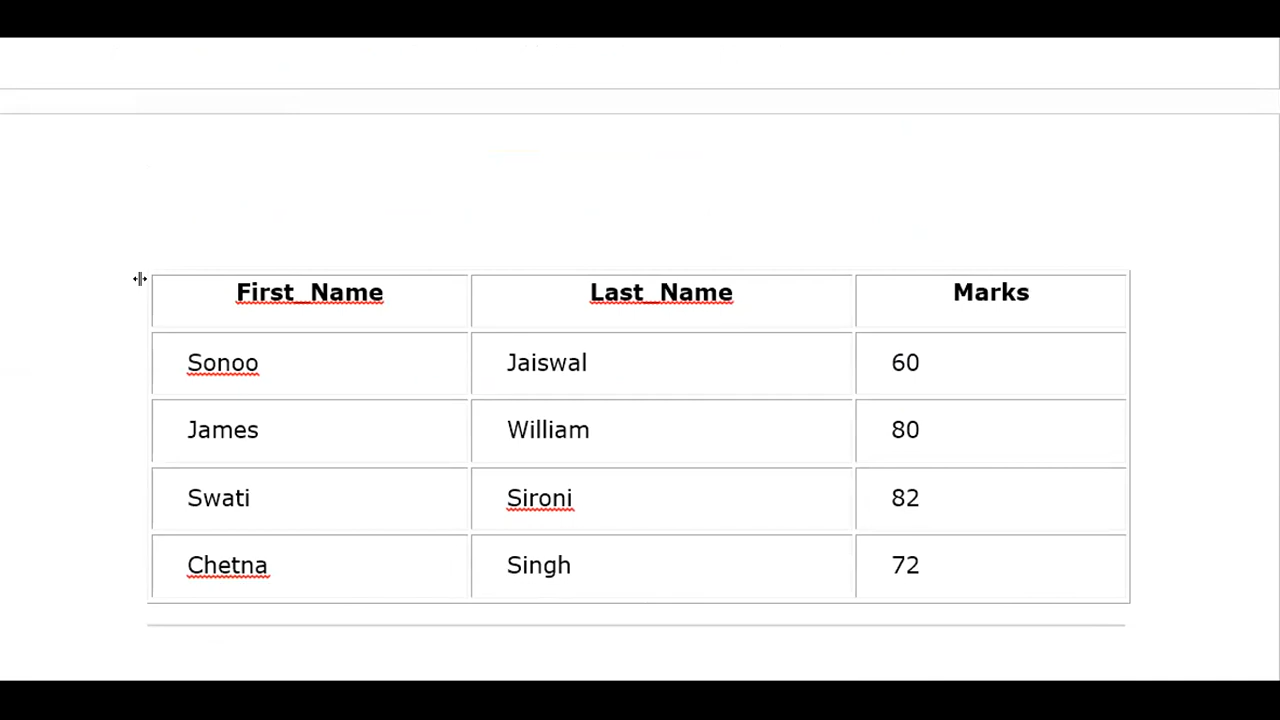 First_Name Last_Name Marks
Sonoo Jaiswal 60
James William 80
Swati Sironi 82
Chetna Singh 72